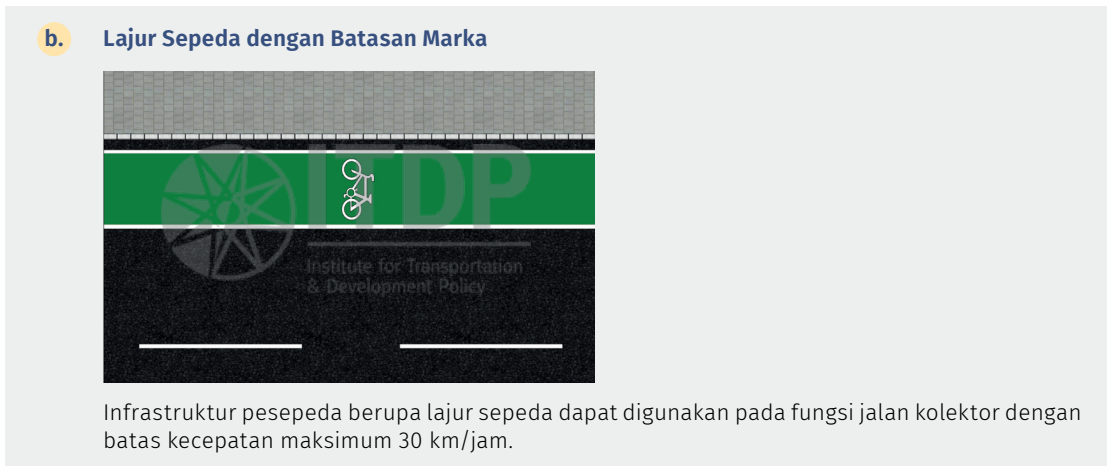 b. Lajur Sepeda dengan Batasan Marka
ITDP
Institute for Transportation
& Development Policy
Infrastruktur pesepeda berupa lajur sepeda dapat digunakan pada fungsi jalan kolektor dengan
batas kecepatan maksimum 30 km/jam.